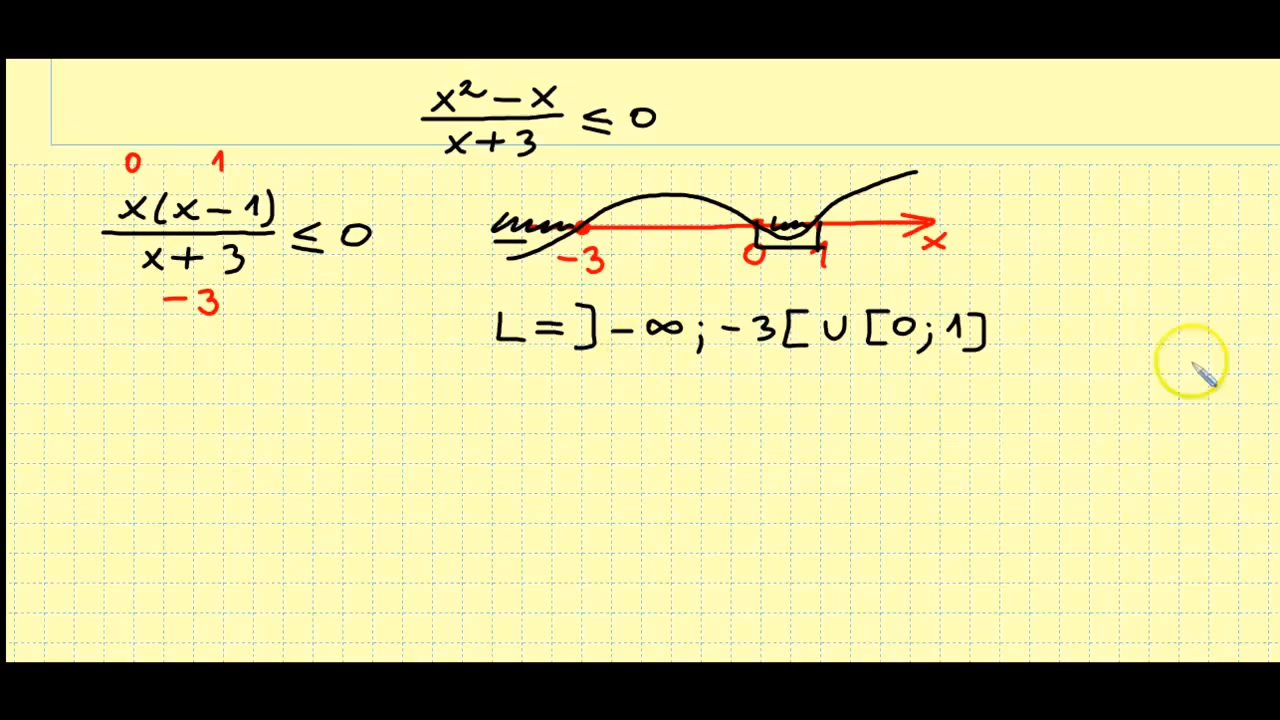 x² - x
x + 3 ≤ 0
0 1
x(x - 1)
x + 3 ≤ 0
-3
-3 0 1 x
L = ]-∞; -3[ ∪ [0; 1]